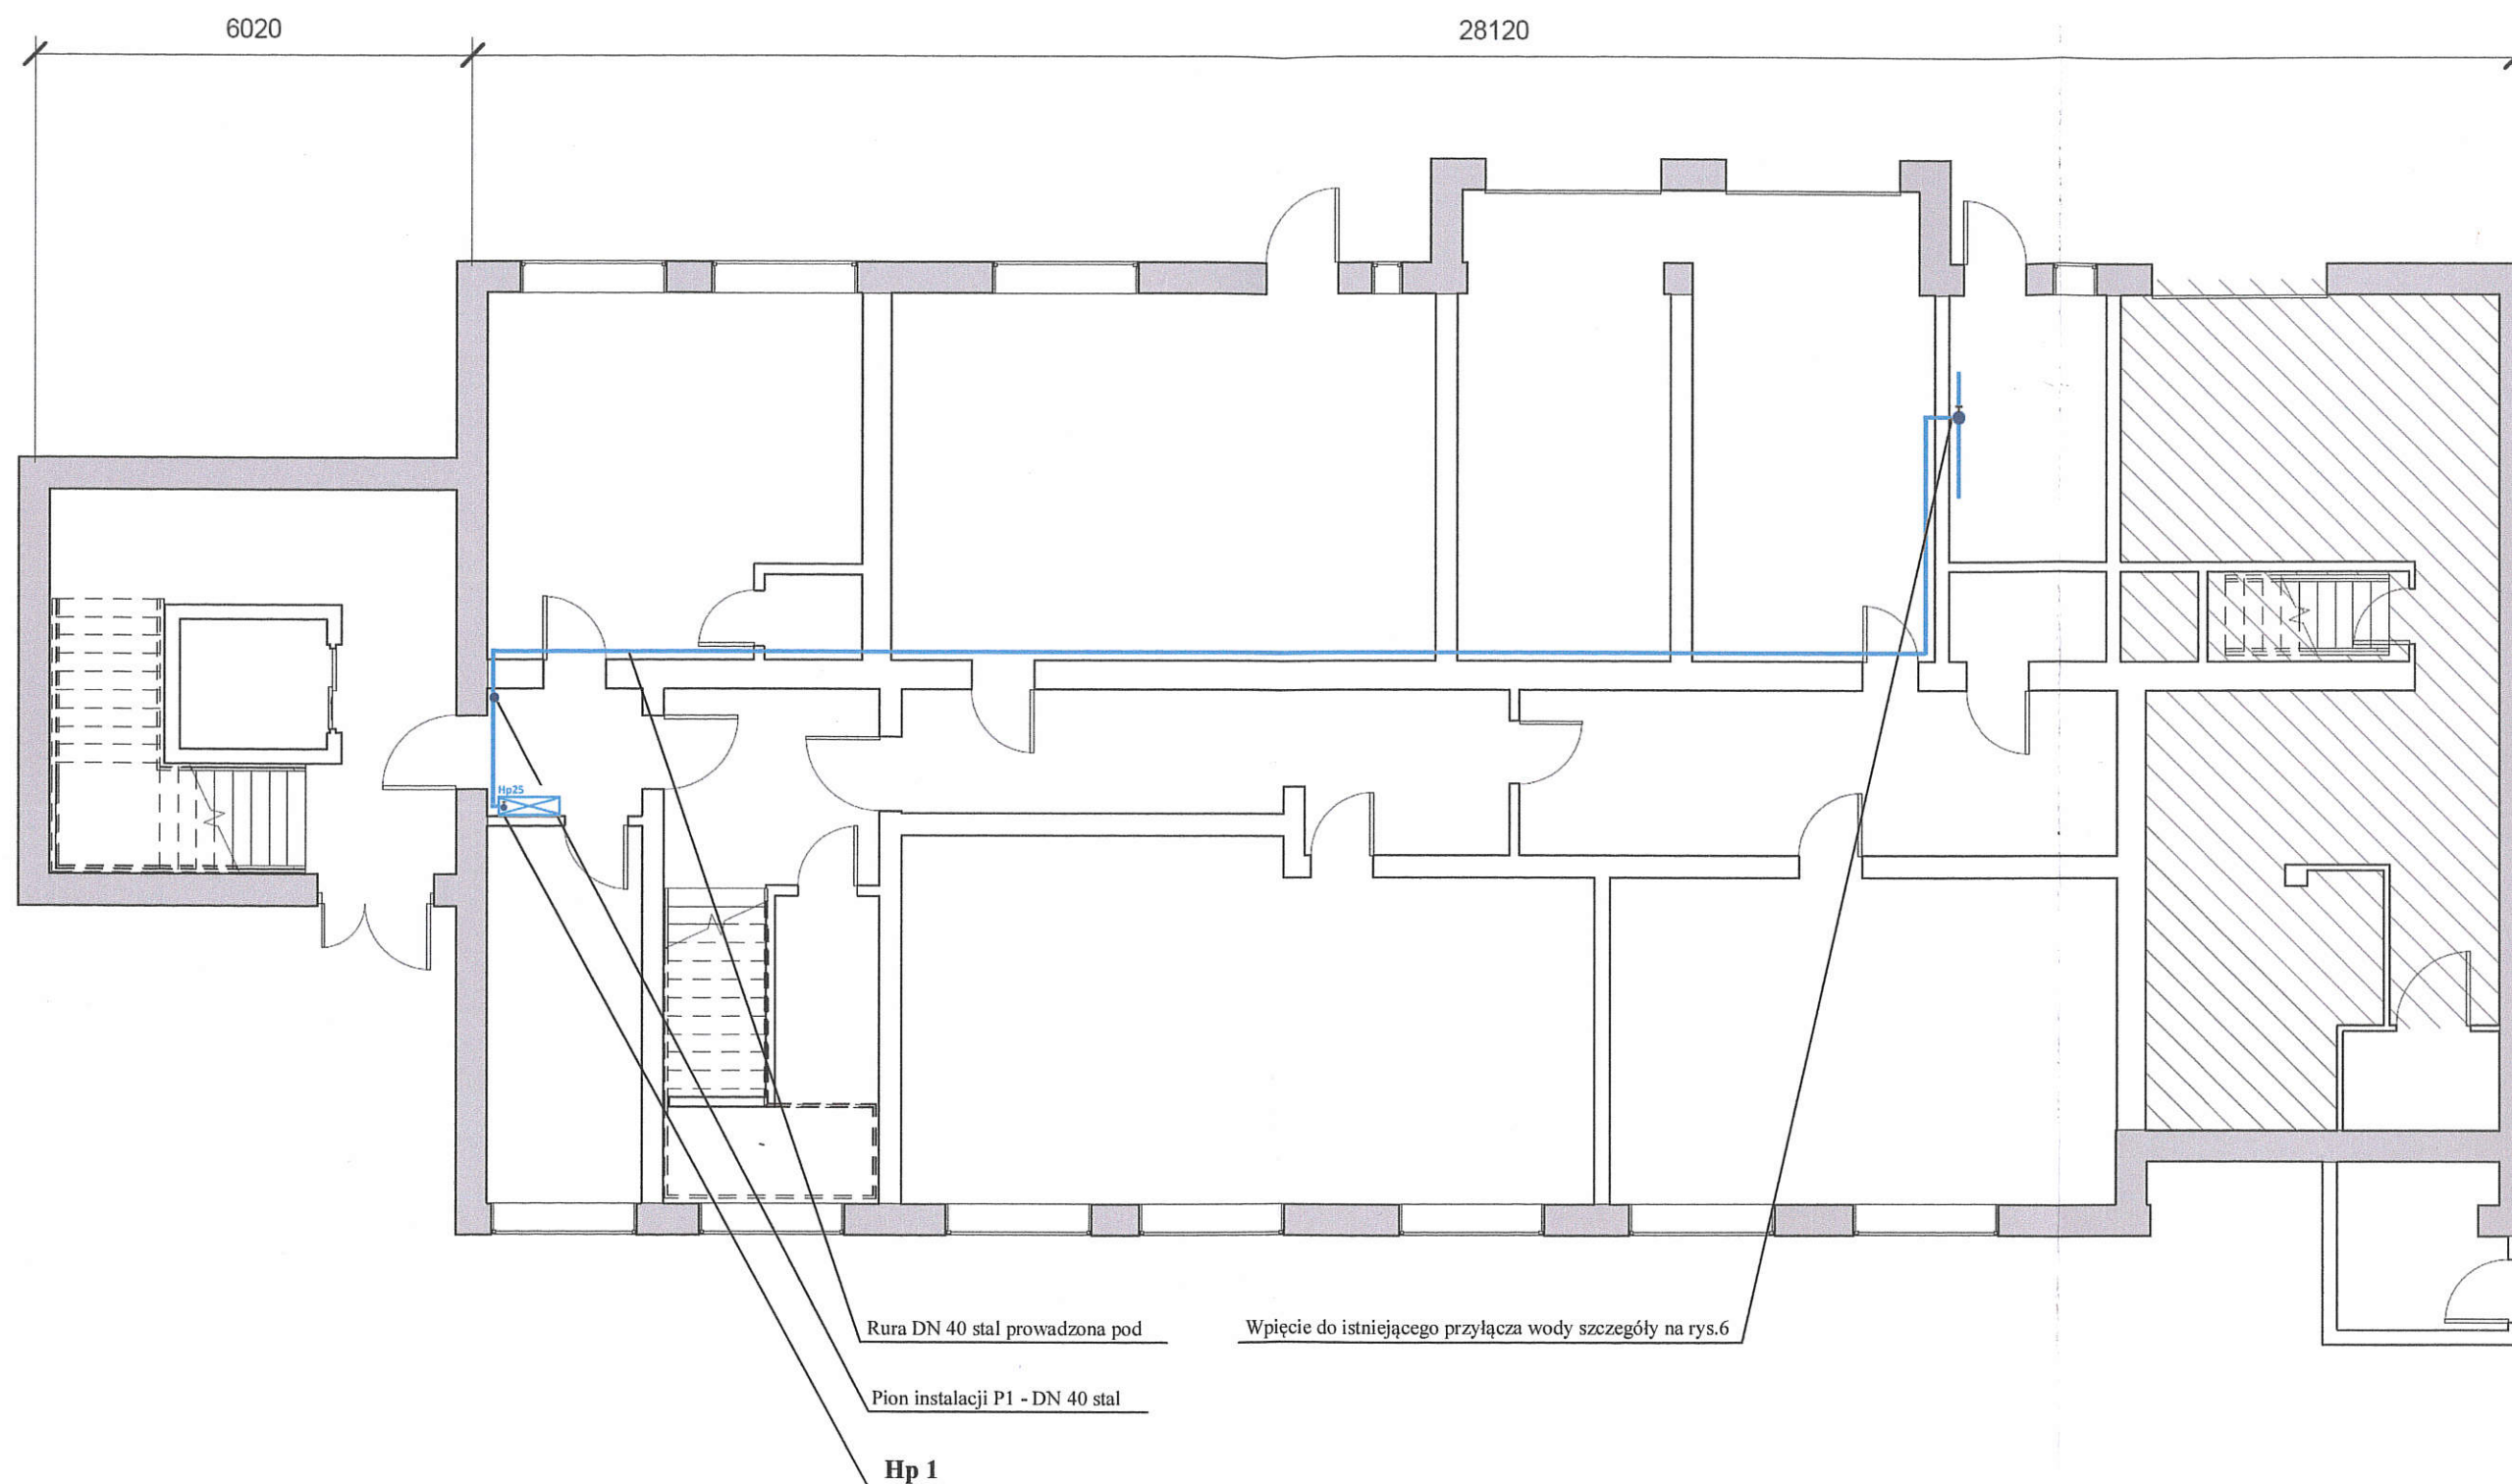 6020
28120
Hp25
Rura DN 40 stal prowadzona pod
Wpięcie do istniejącego przyłącza wody szczegóły na rys.6
Pion instalacji P1 - DN 40 stal
Hp 1